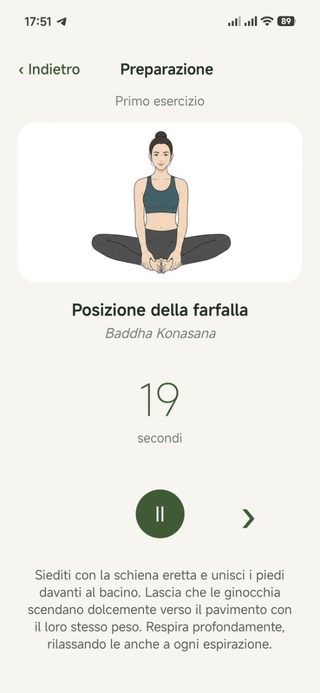 17:51
89
‹ Indietro
Preparazione
Primo esercizio
Posizione della farfalla
Baddha Konasana
19
secondi
Siediti con la schiena eretta e unisci i piedi
davanti al bacino. Lascia che le ginocchia
scendano dolcemente verso il pavimento con
il loro stesso peso. Respira profondamente,
rilassando le anche a ogni espirazione.